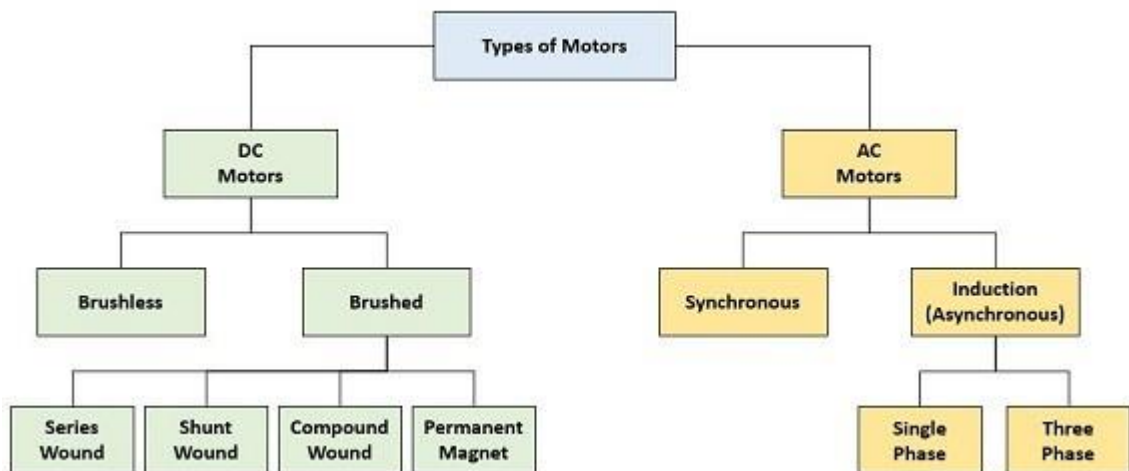 Types of Motors
DC
Motors
AC
Motors
Brushless
Brushed
Synchronous
Induction
(Asynchronous)
Series
Wound
Shunt
Wound
Compound
Wound
Permanent
Magnet
Single
Phase
Three
Phase